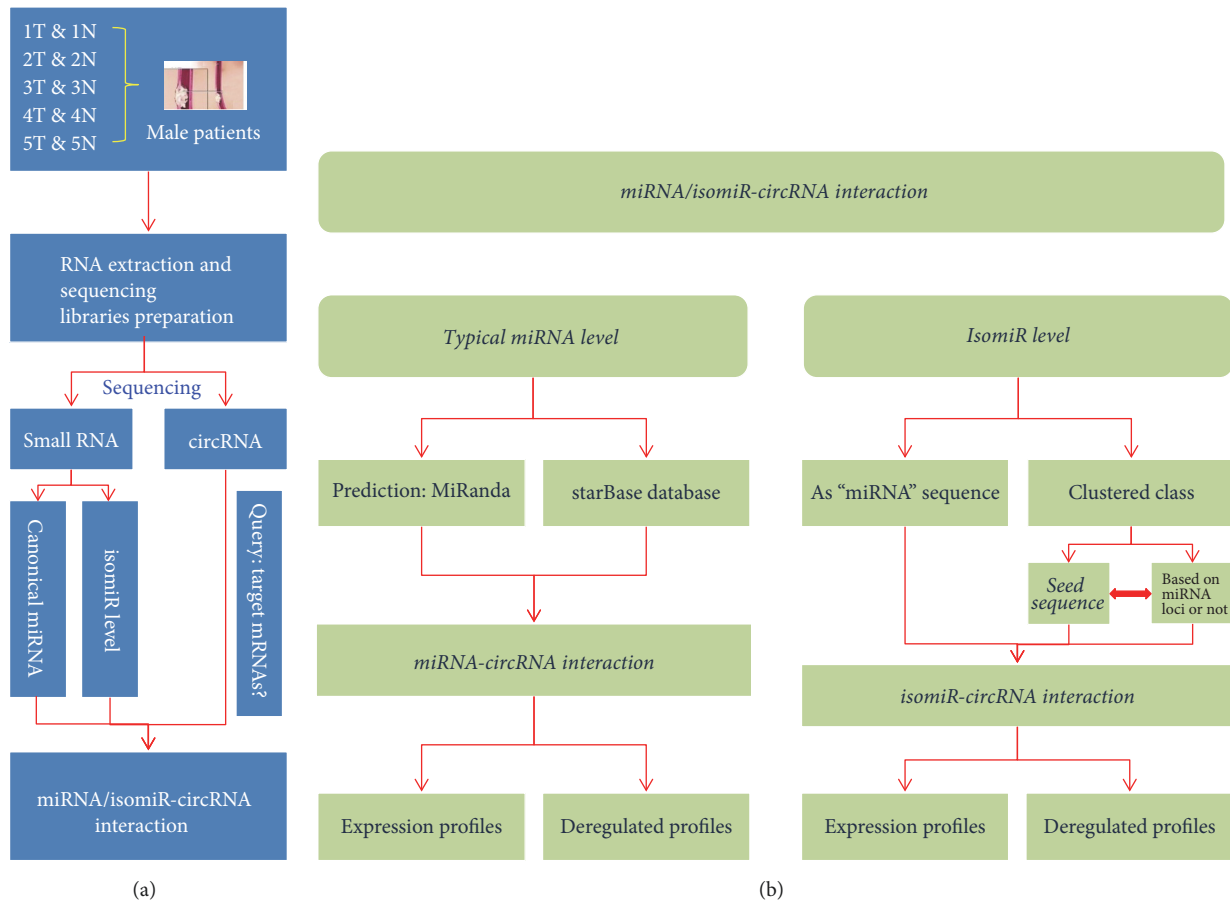 1T & 1N
2T & 2N
3T & 3N
4T & 4N
5T & 5N
Male patients
RNA extraction and
sequencing
libraries preparation
Sequencing
Small RNA
circRNA
Canonical miRNA
isomiR level
Query: target mRNAs?
miRNA/isomiR-circRNA
interaction
(a)
miRNA/isomiR-circRNA interaction
Typical miRNA level
IsomiR level
Prediction: MiRanda
starBase database
As “miRNA” sequence
Clustered class
Seed
sequence
Based on
miRNA
loci or not
miRNA-circRNA interaction
isomiR-circRNA interaction
Expression profiles
Deregulated profiles
Expression profiles
Deregulated profiles
(b)